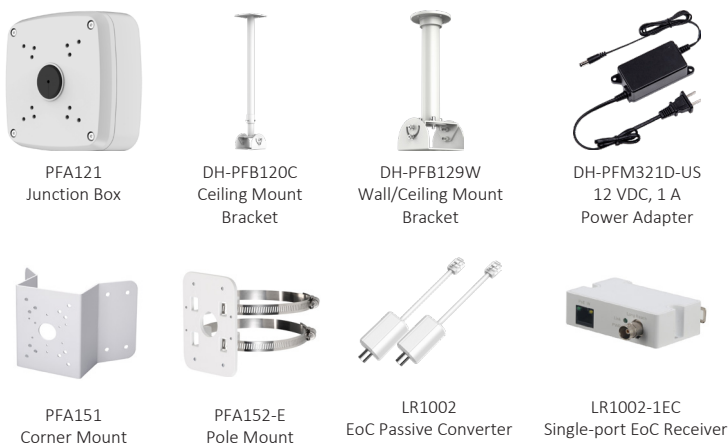 PFA121
Junction Box
DH-PFB120C
Ceiling Mount
Bracket
DH-PFB129W
Wall/Ceiling Mount
Bracket
DH-PFM321D-US
12 VDC, 1 A
Power Adapter
PFA151
Corner Mount
PFA152-E
Pole Mount
LR1002
EoC Passive Converter
LR1002-1EC
Single-port EoC Receiver